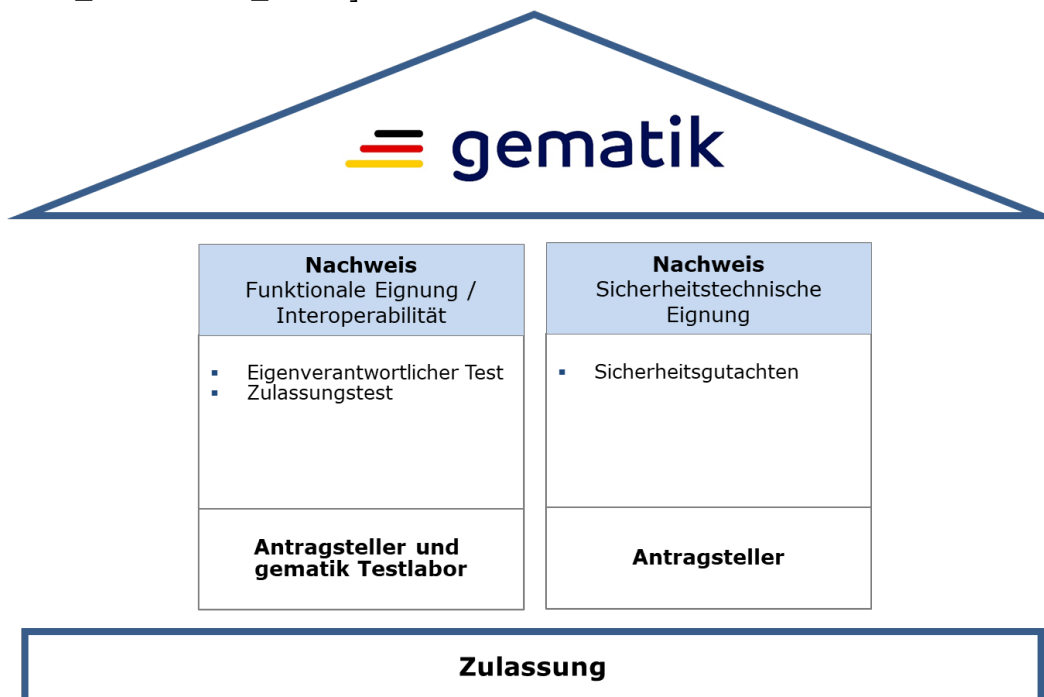 gematik
Nachweis
Funktionale Eignung /
Interoperabilität
▪ Eigenverantwortlicher Test
▪ Zulassungstest
Antragsteller und
gematik Testlabor
Nachweis
Sicherheitstechnische
Eignung
▪ Sicherheitsgutachten
Antragsteller
Zulassung